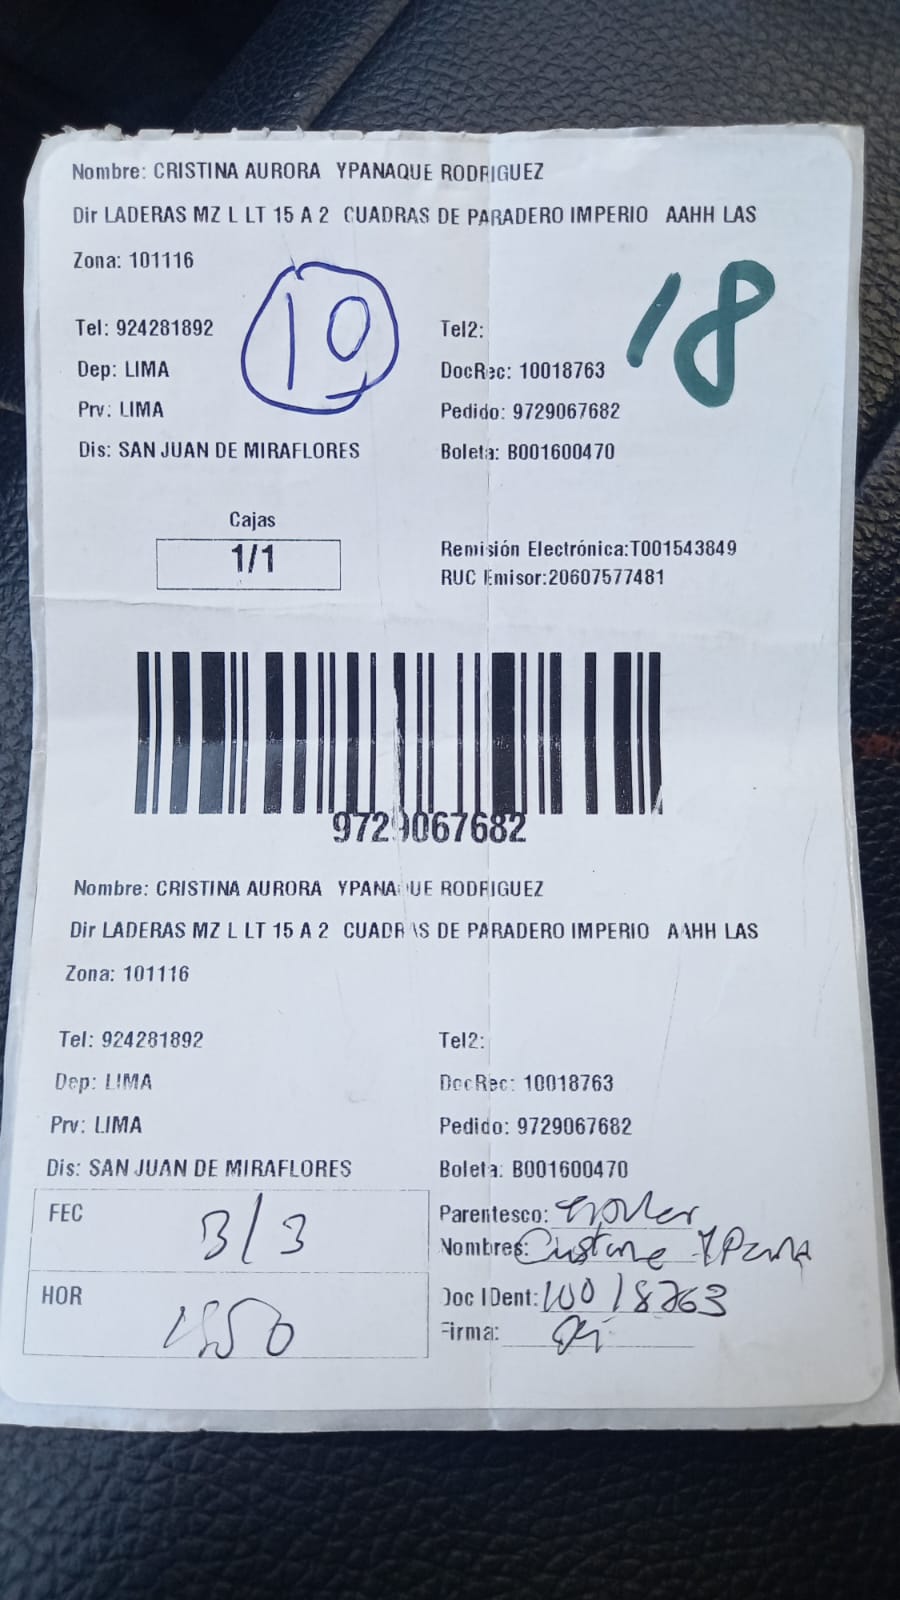 Nombre: CRISTINA AURORA YPANAQUE RODRIGUEZ
Dir LADERAS MZ L LT 15 A 2 CUADRAS DE PARADERO IMPERIO AAHH LAS
Zona: 101116
10
18
Tel: 924281892 Tel2:
Dep: LIMA DocRec: 10018763
Prv: LIMA Pedido: 9729067682
Dis: SAN JUAN DE MIRAFLORES Boleta: B001600470
Cajas
1/1
Remisión Electrónica:T001543849
RUC Emisor:20607577481
9729067682
Nombre: CRISTINA AURORA YPANAQUE RODRIGUEZ
Dir LADERAS MZ L LT 15 A 2 CUADRAS DE PARADERO IMPERIO AAHH LAS
Zona: 101116
Tel: 924281892 Tel2:
Dep: LIMA DocRec: 10018763
Prv: LIMA Pedido: 9729067682
Dis: SAN JUAN DE MIRAFLORES Boleta: B001600470
FEC 3/3 Parentesco:
Nombres:
HOR Doc IDent: 10018763
Firma: